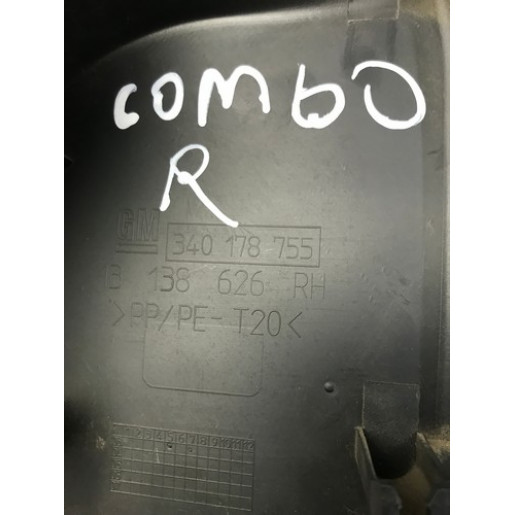 COMBO
R
GM 340 178 755
B 138 626 RH
>PP/PE-T20<